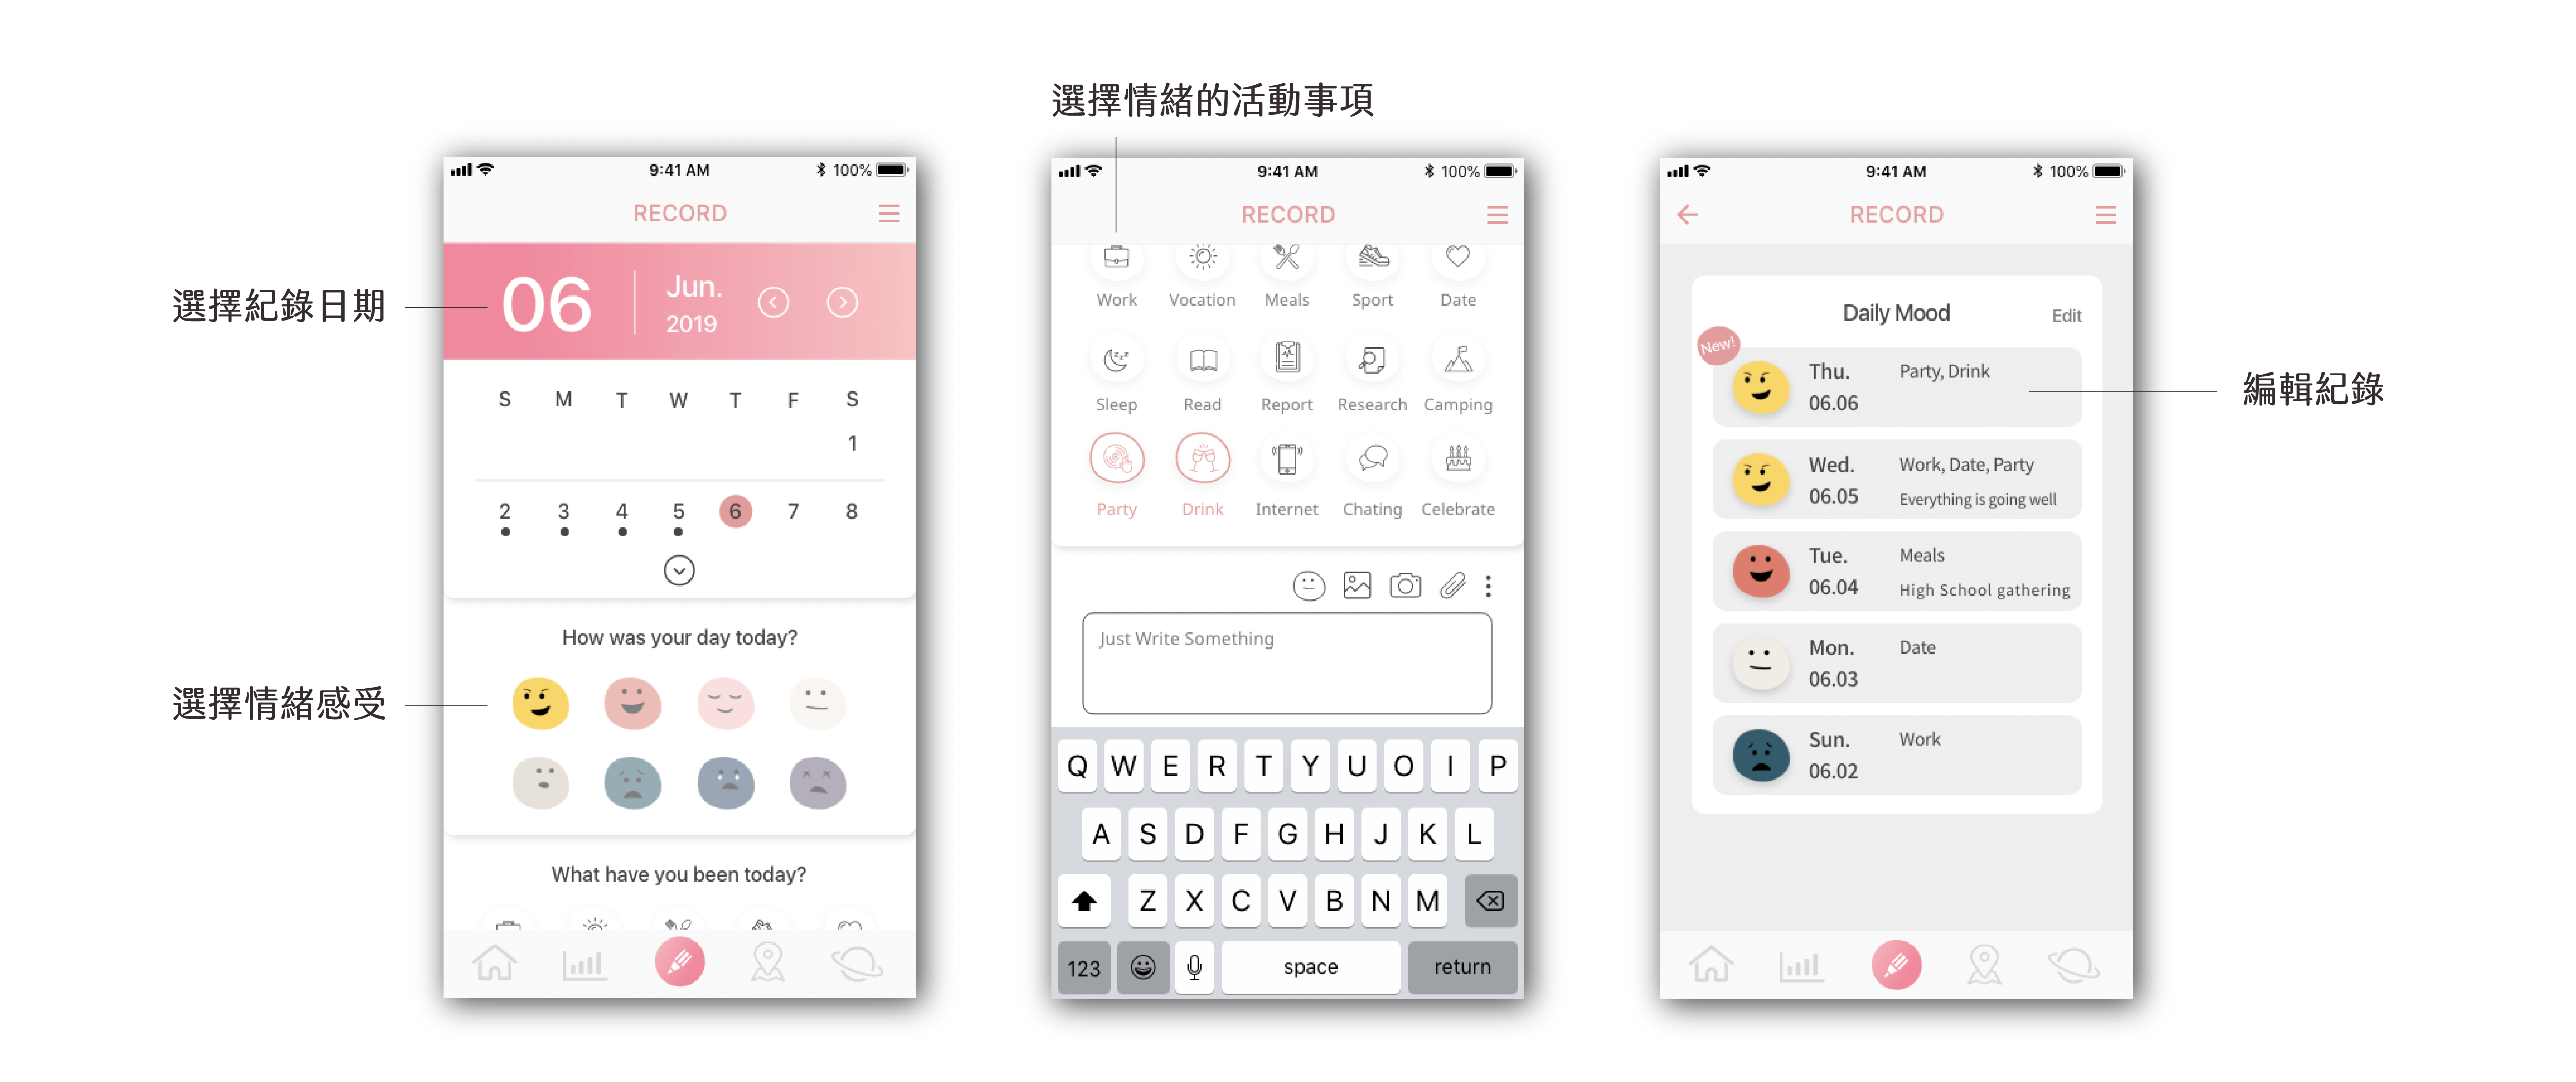 選擇情緒的活動事項
選擇紀錄日期
選擇情緒感受
9:41 AM
100%
RECORD
06
Jun.
2019
S M T W T F S
1
2 3 4 5 6 7 8
How was your day today?
What have you been today?
9:41 AM
100%
RECORD
Work Vocation Meals Sport Date
Sleep Read Report Research Camping
Party Drink Internet Chating Celebrate
Just Write Something
Q W E R T Y U O I P
A S D F G H J K L
Z X C V B N M
123 space return
9:41 AM
100%
RECORD
Daily Mood
Edit
New!
Thu. Party, Drink
06.06
Wed. Work, Date, Party
06.05 Everything is going well
Tue. Meals
06.04 High School gathering
Mon. Date
06.03
Sun. Work
06.02
編輯紀錄